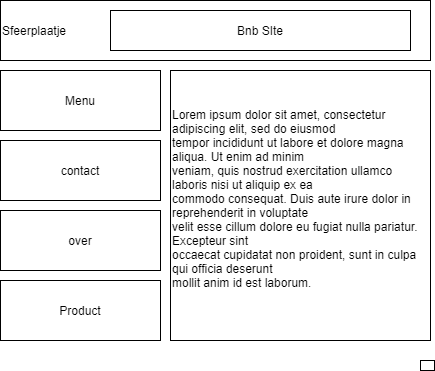 Sfeerplaatje
Bnb SIte
Menu
contact
over
Product
Lorem ipsum dolor sit amet, consectetur
adipiscing elit, sed do eiusmod
tempor incididunt ut labore et dolore magna
aliqua. Ut enim ad minim
veniam, quis nostrud exercitation ullamco
laboris nisi ut aliquip ex ea
commodo consequat. Duis aute irure dolor in
reprehenderit in voluptate
velit esse cillum dolore eu fugiat nulla pariatur.
Excepteur sint
occaecat cupidatat non proident, sunt in culpa
qui officia deserunt
mollit anim id est laborum.